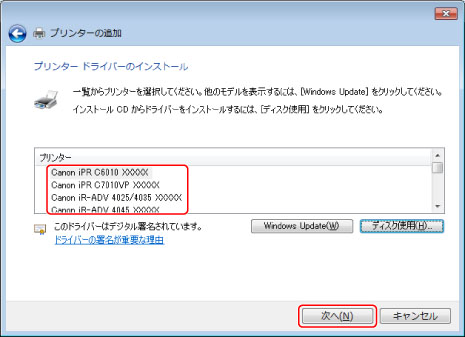 プリンターの追加
プリンター ドライバーのインストール
一覧からプリンターを選択してください。他のモデルを表示するには、[Windows Update] をクリックしてください。
インストール CD からドライバーをインストールするには、[ディスク使用] をクリックしてください。
プリンター
Canon iPR C6010 XXXXX
Canon iPR C7010VP XXXXX
Canon iR-ADV 4025/4035 XXXXX
Canon iR-ADV 4045 XXXXX
このドライバーはデジタル署名されています。
ドライバーの署名が重要な理由
Windows Update(W)
ディスク使用(H)...
次へ(N)
キャンセル